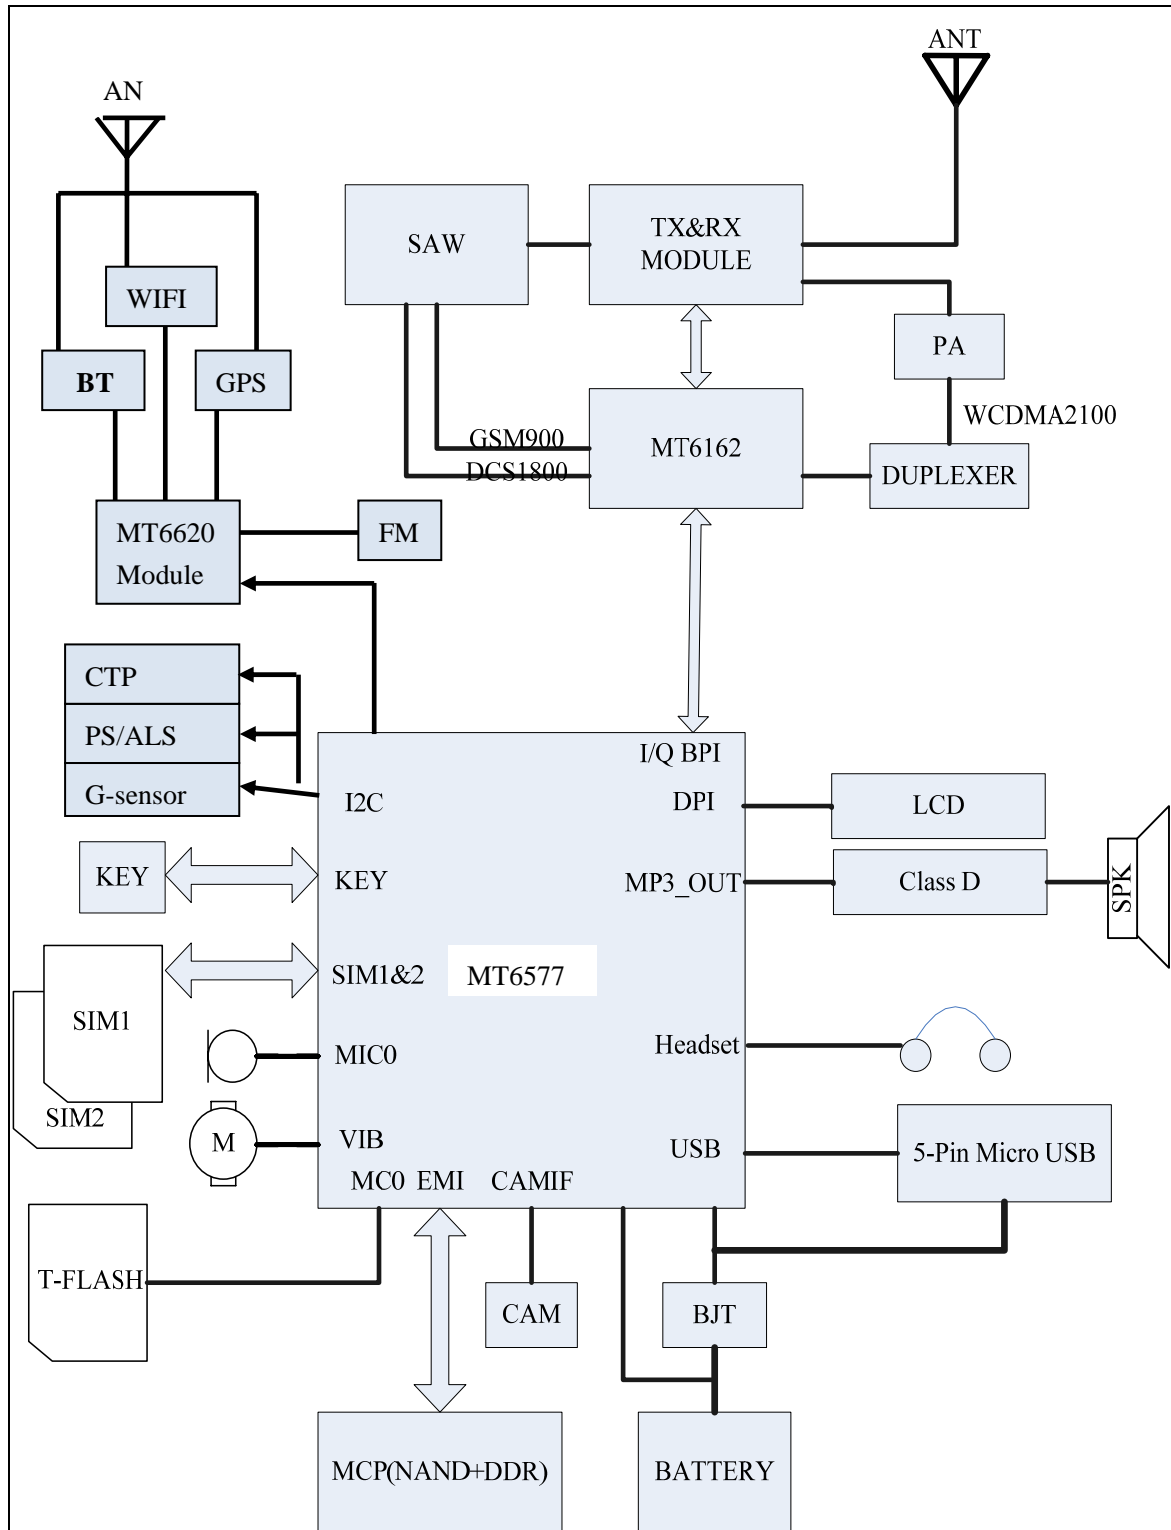 ANT
AN
SAW
TX&RX
MODULE
WIFI
PA
BT
GPS
WCDMA2100
GSM900
DCS1800
MT6162
DUPLEXER
MT6620
Module
FM
CTP
PS/ALS
G-sensor
I/Q BPI
I2C
DPI
LCD
KEY
KEY
MP3_OUT
Class D
SPK
SIM1&2
MT6577
SIM1
SIM2
MIC0
Headset
M
VIB
USB
5-Pin Micro USB
MC0 EMI CAMIF
T-FLASH
CAM
BJT
MCP(NAND+DDR)
BATTERY